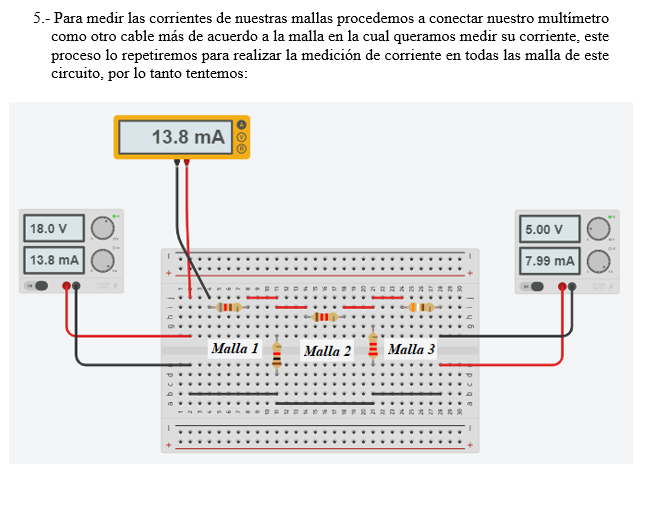 5.- Para medir las corrientes de nuestras mallas procedemos a conectar nuestro multímetro
como otro cable más de acuerdo a la malla en la cual queramos medir su corriente, este
proceso lo repetiremos para realizar la medición de corriente en todas las malla de este
circuito, por lo tanto tentemos:
13.8 mA
A
V
R
18.0 V
13.8 mA
5.00 V
7.99 mA
Malla 1
Malla 2
Malla 3